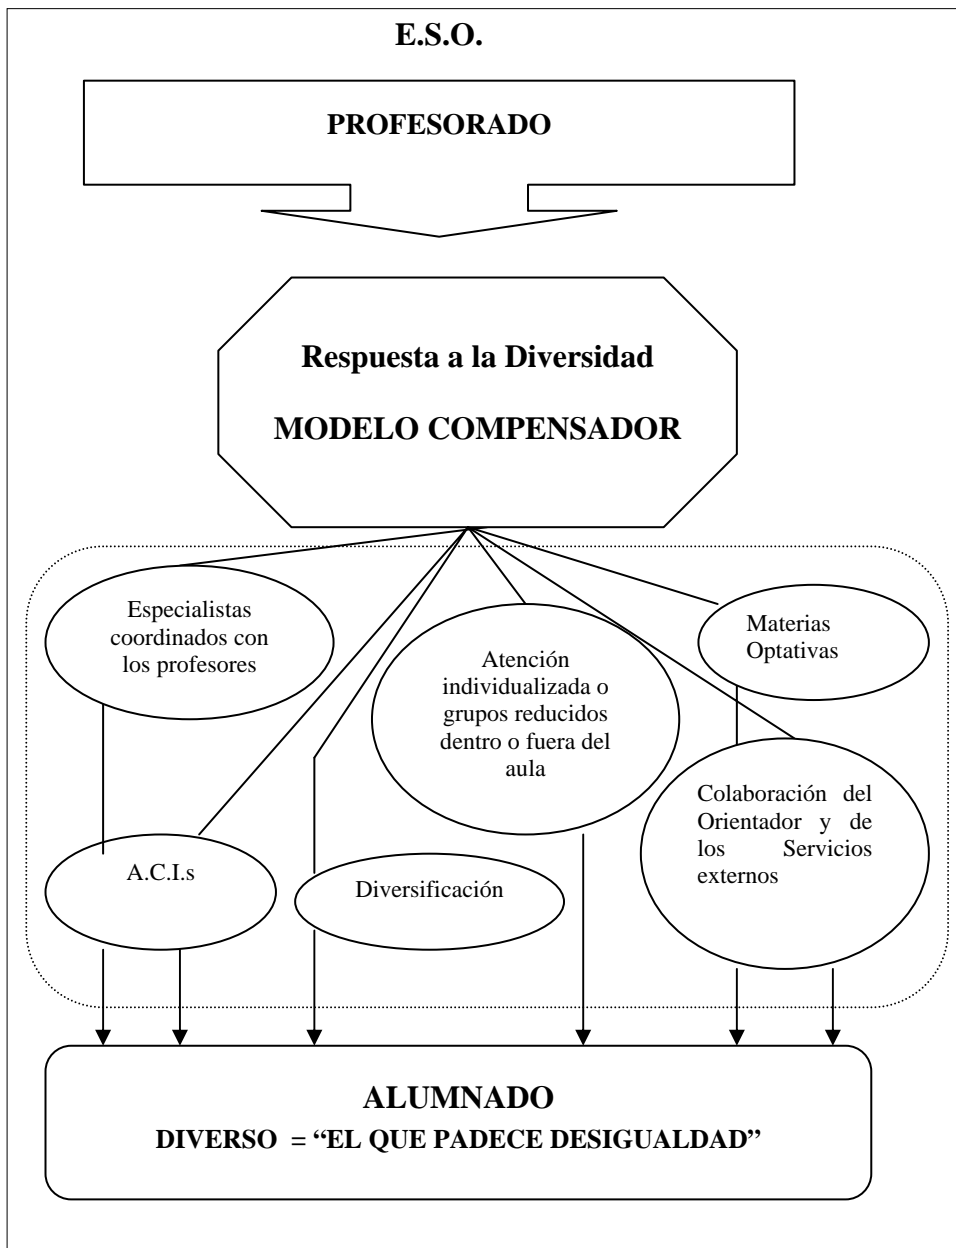 E.S.O.
PROFESORADO
Respuesta a la Diversidad
MODELO COMPENSADOR
Especialistas
coordinados con
los profesores
Atención
individualizada o
grupos reducidos
dentro o fuera del
aula
Materias
Optativas
Colaboración del
Orientador y de
los Servicios
externos
A.C.I.s
Diversificación
ALUMNADO
DIVERSO = “EL QUE PADECE DESIGUALDAD”